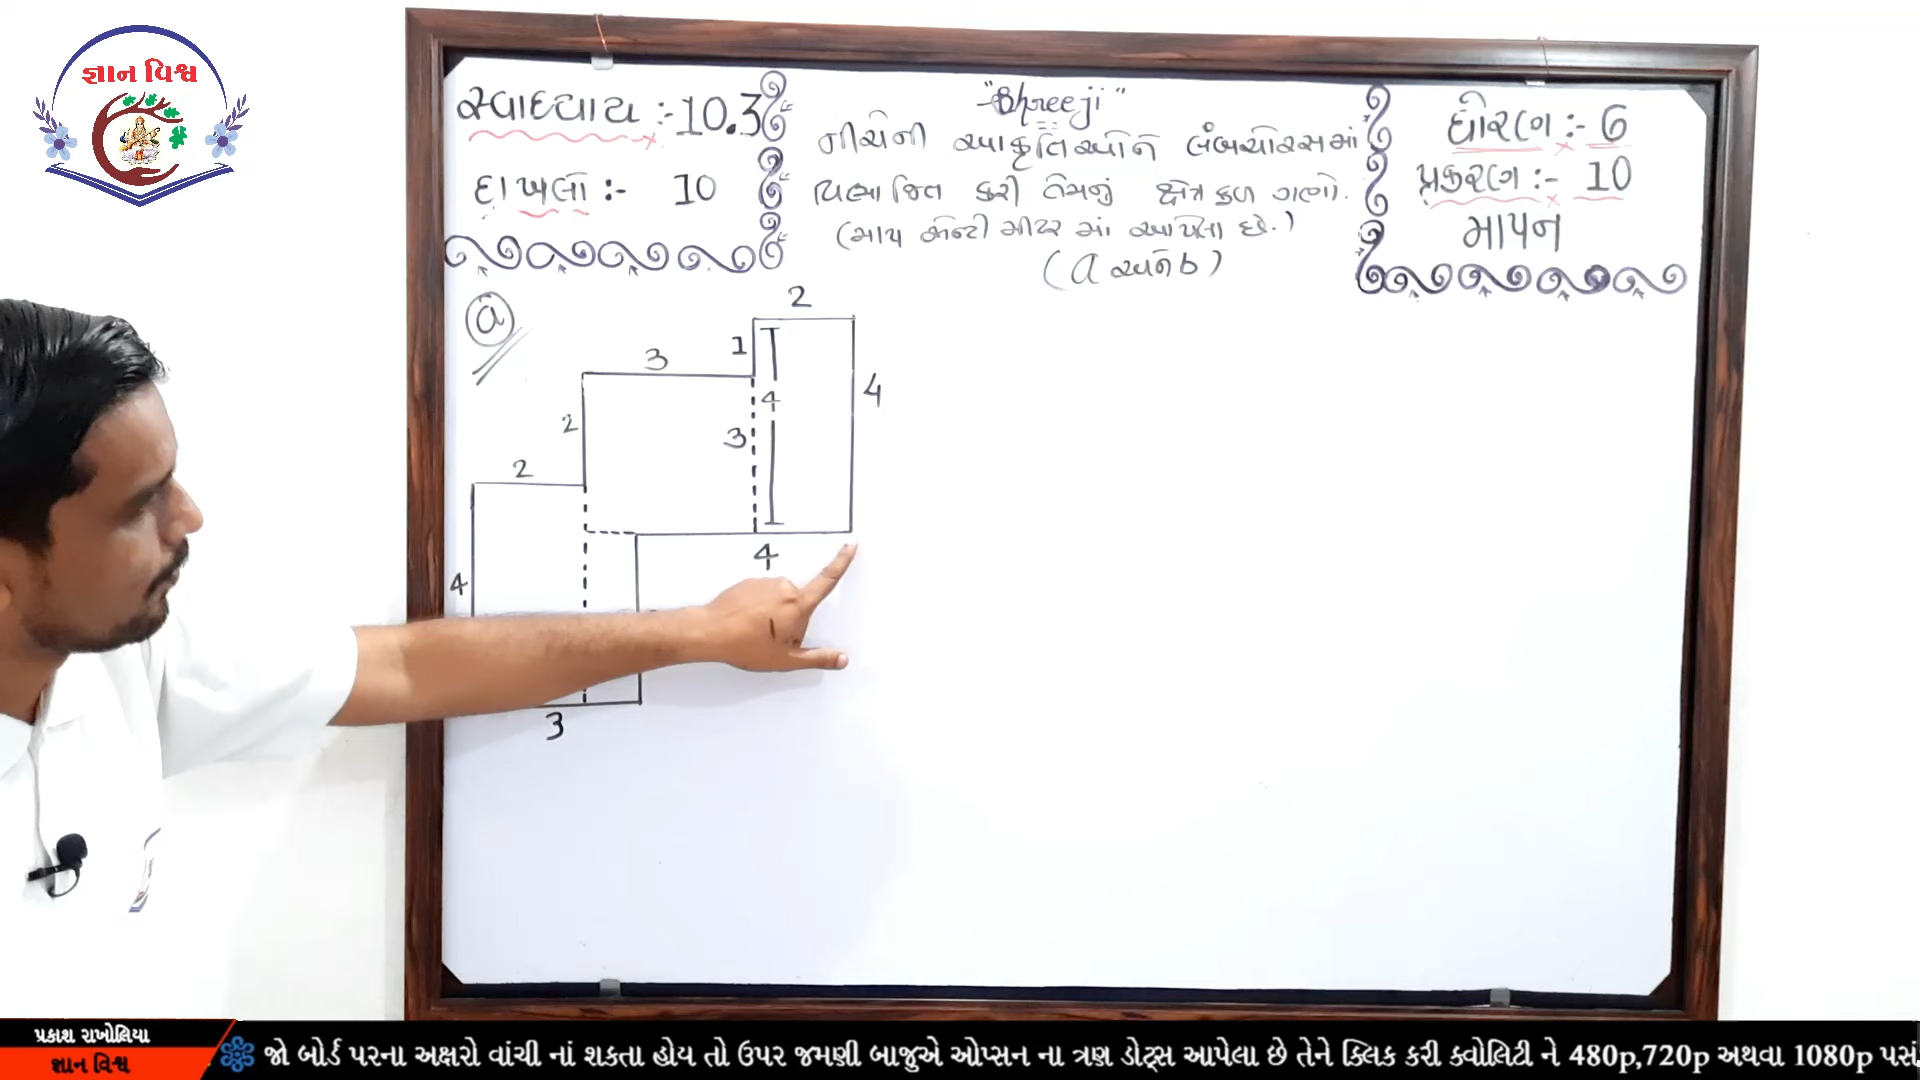 જ્ઞાન વિશ્વ
સ્વાધ્યાય :- 10.3
દાખલો :- 10
"Shreeji"
નીચેની આકૃતિઓને લંબચોરસમાં
વિભાજિત કરી તેમનું ક્ષેત્રફળ ગણો.
(માપ સેન્ટીમીટર માં આપેલા છે.)
(a અને b)
ધોરણ :- 6
પ્રકરણ :- 10
માપન
a
2
1
3
4
4
2
3
2
4
4
3
પ્રકાશ રાખોલિયા
જ્ઞાન વિશ્વ
જો બોર્ડ પરના અક્ષરો વાંચી નાં શકતા હોય તો ઉપર જમણી બાજુએ ઓપ્સન ના ત્રણ ડોટ્સ આપેલા છે તેને ક્લિક કરી ક્વોલિટી ને 480p,720p અથવા 1080p પસં